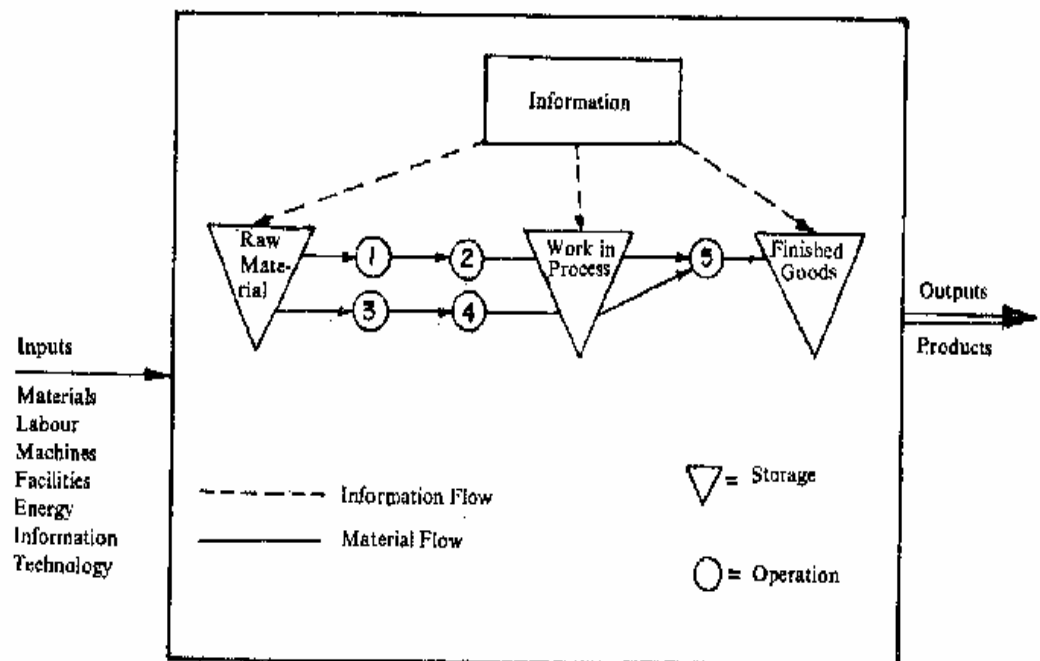 Information
Raw
Mate-
rial
1
2
3
4
Work in
Process
5
Finished
Goods
Inputs
Materials
Labour
Machines
Facilities
Energy
Information
Technology
Outputs
Products
Information Flow
Material Flow
= Storage
= Operation